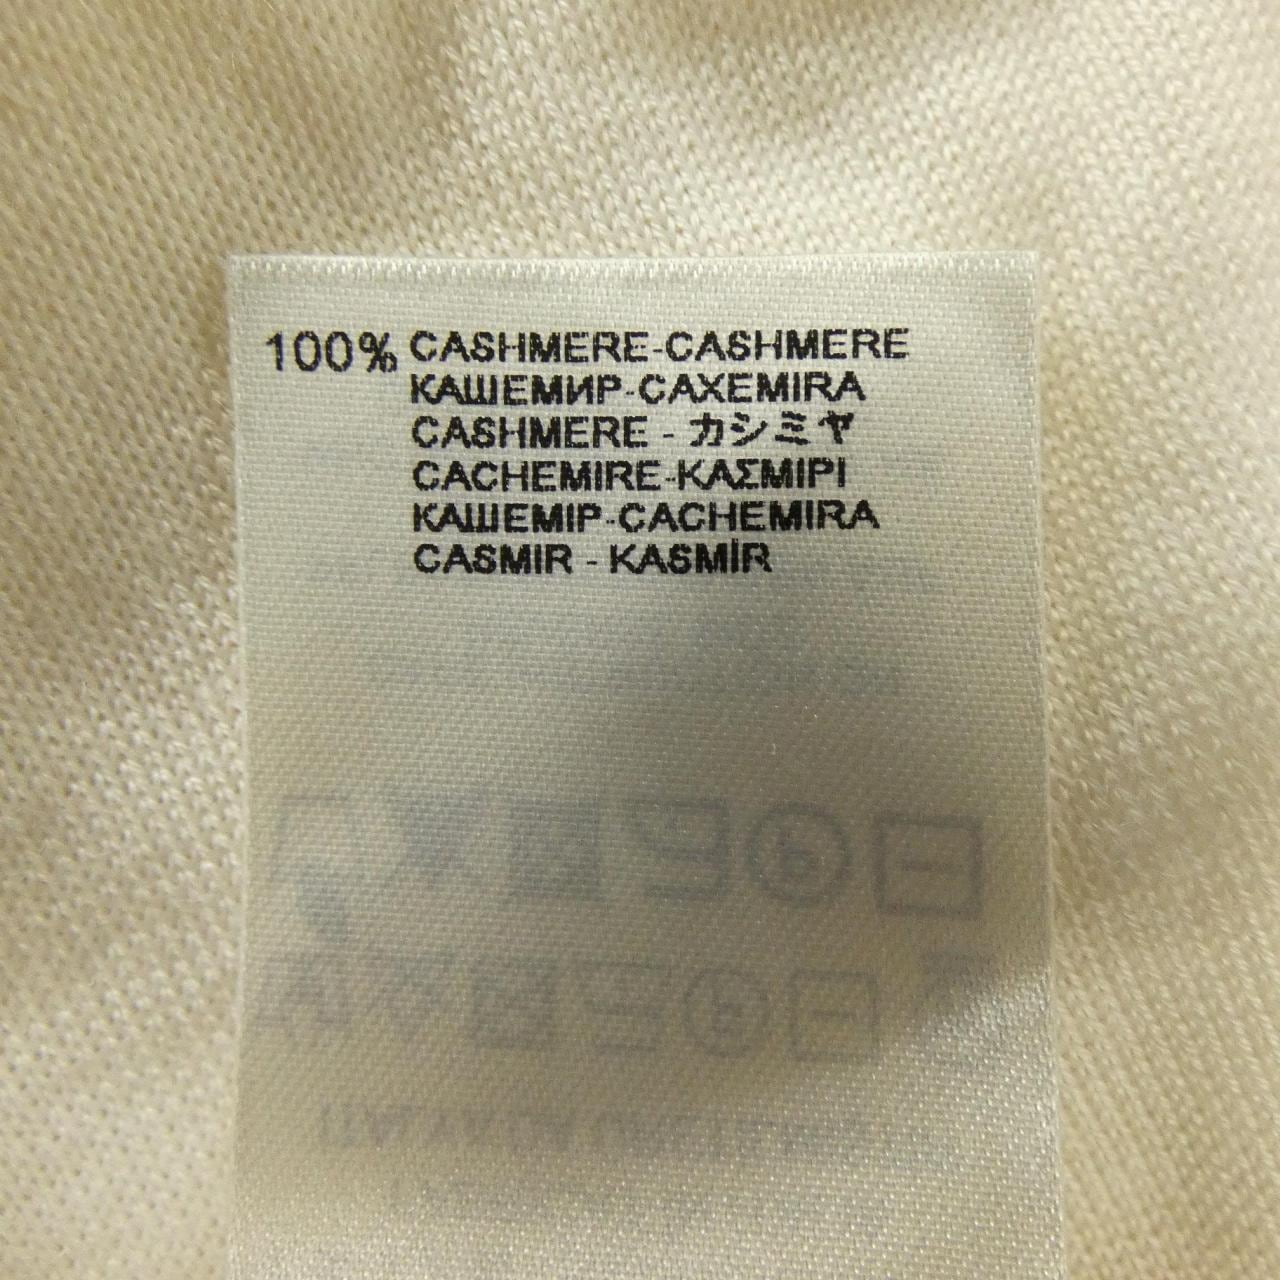 100% CASHMERE-CASHMERE
КАШЕМИР-CAXEMIRA
CASHMERE - カシミヤ
CACHEMIRE-ΚΑΣΜΙΡΙ
КАШЕМІР-CACHEMIRA
CASMIR - KASMİR